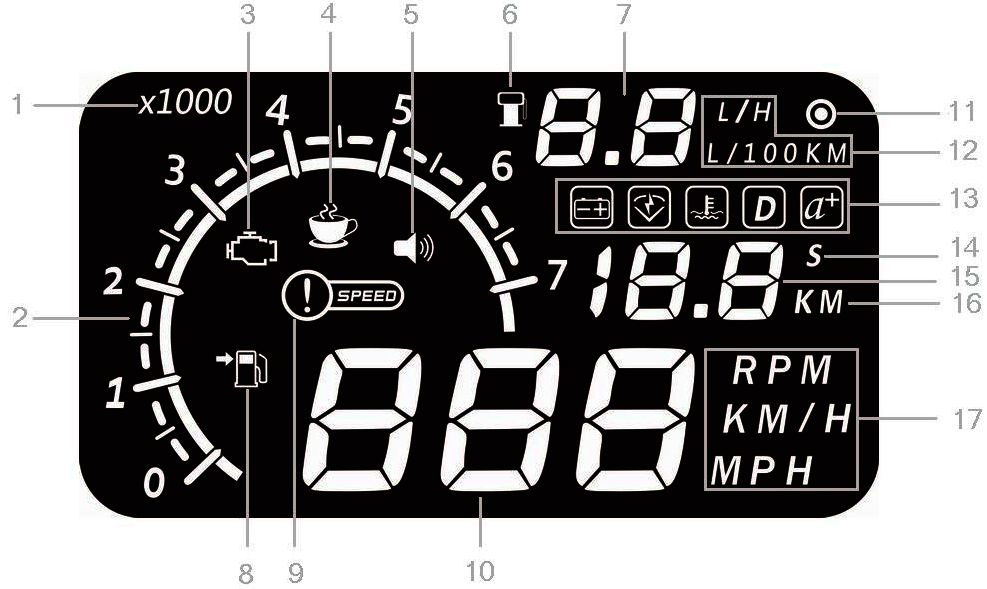 3 4 5 6 7
1 x1000 4 5 8.8 L/H 11
L/100KM 12
3 6
D a+ 13
2 7 18.8 S 14
15
SPEED KM 16
2
1 888 RPM
KM/H 17
0 MPH
8 9 10